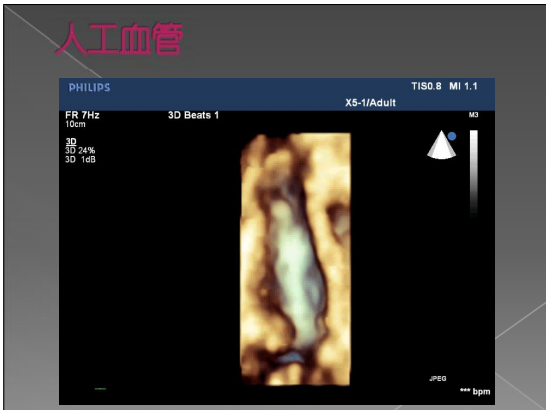 人工血管
PHILIPS
TIS0.8 MI 1.1
X5-1/Adult
FR 7Hz
10cm
3D Beats 1
M3
3D
3D 24%
3D 1dB
JPEG
*** bpm